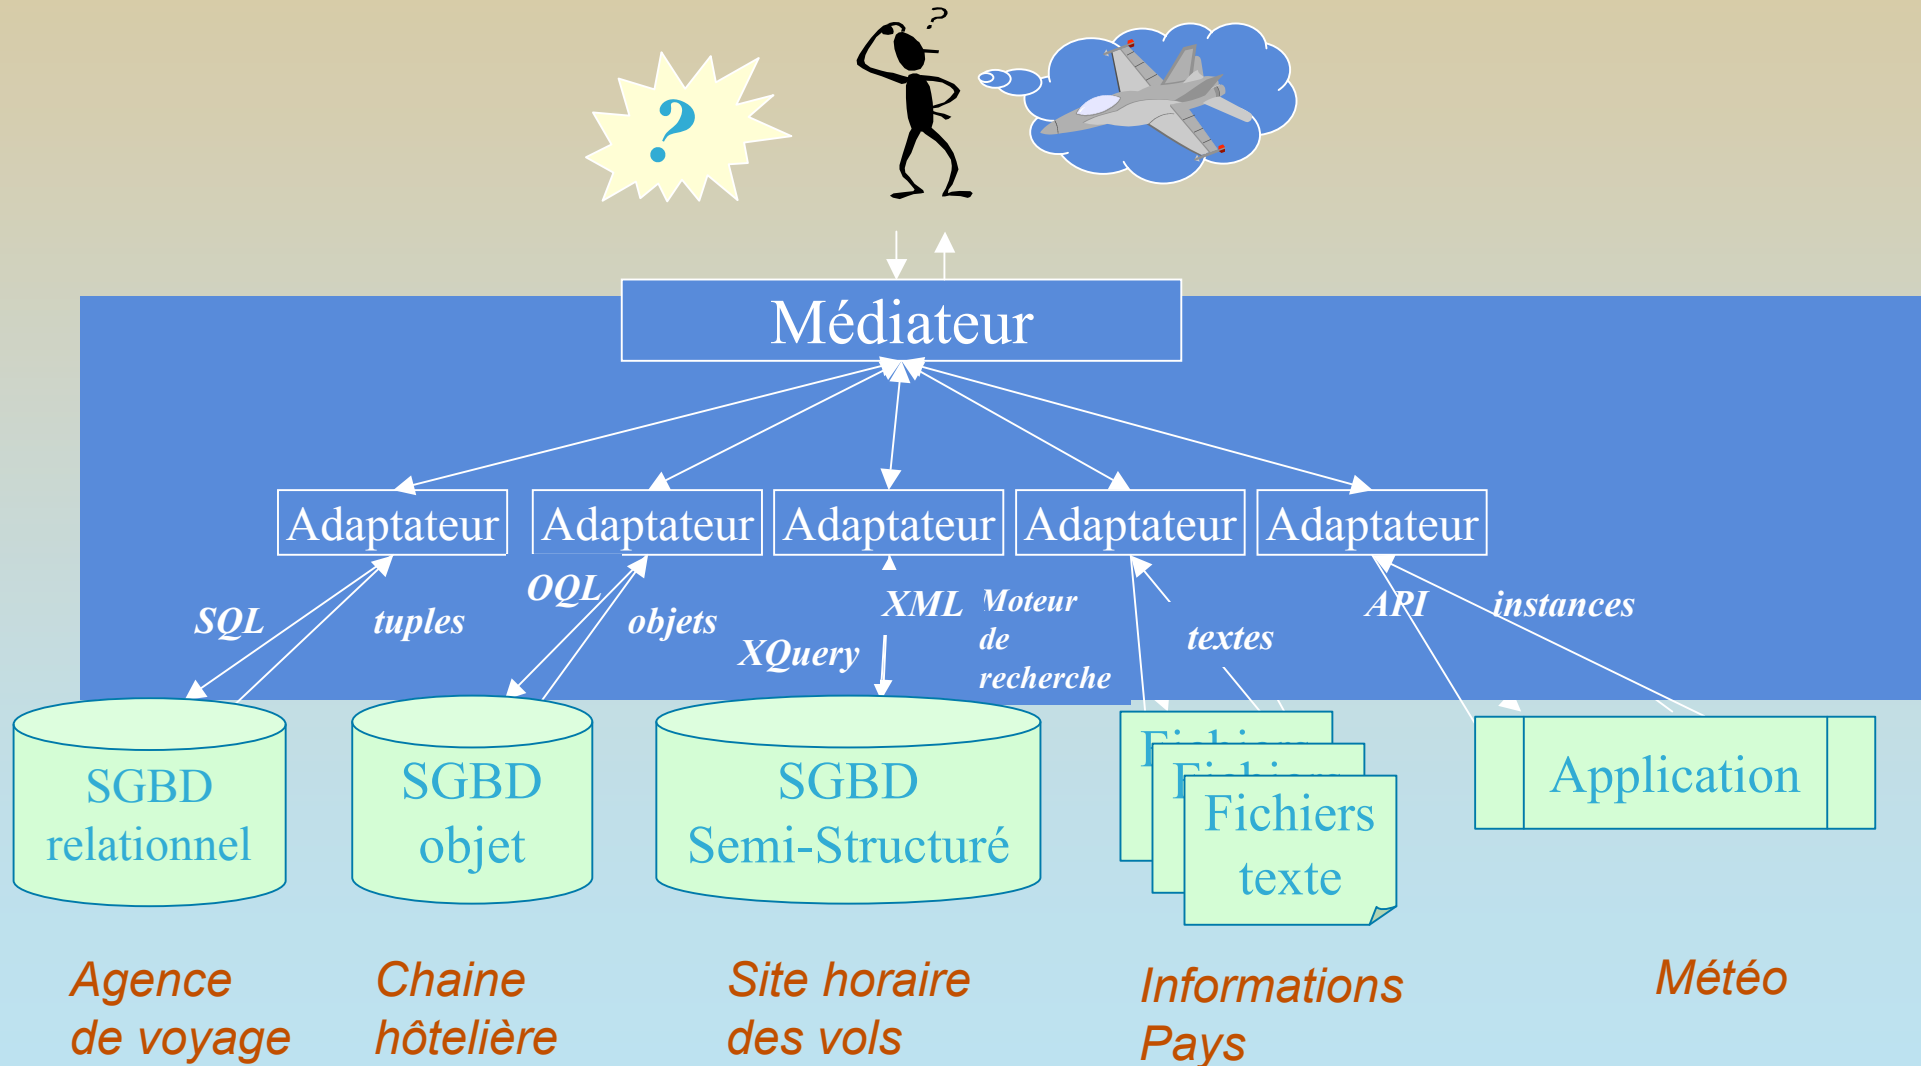 ?
?
Médiateur
Adaptateur
Adaptateur
Adaptateur
Adaptateur
Adaptateur
SQL
tuples
OQL
objets
XQuery
XML
Moteur
de
recherche
textes
API
instances
SGBD
relationnel
SGBD
objet
SGBD
Semi-Structuré
Fichiers
Fichiers
Fichiers
texte
Application
Agence
de voyage
Chaine
hôtelière
Site horaire
des vols
Informations
Pays
Météo